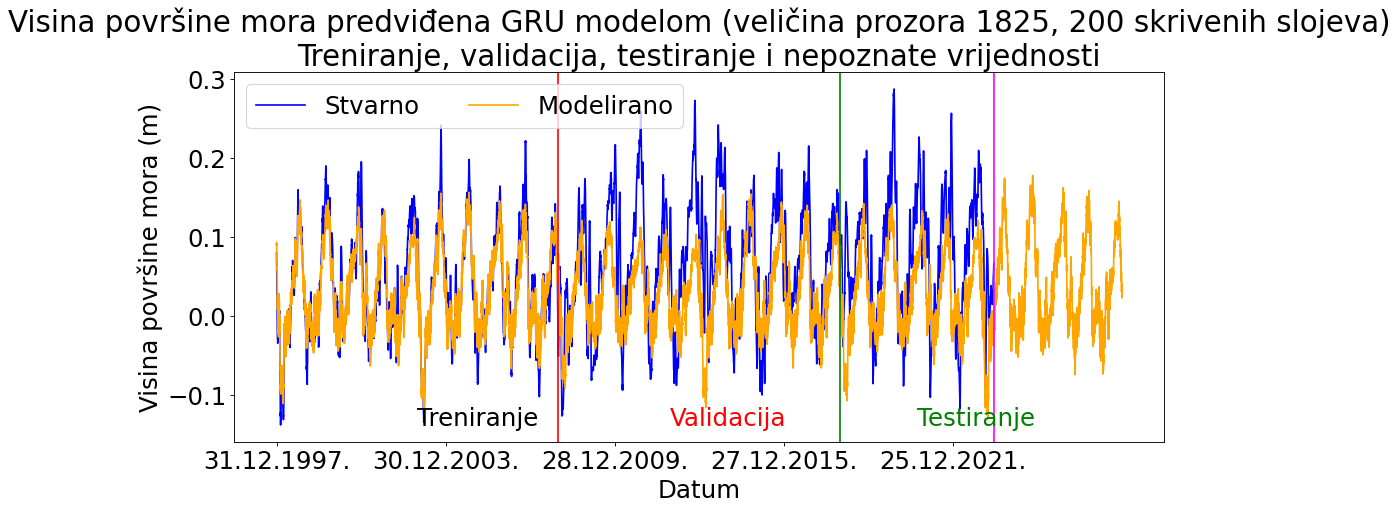 Visina površine mora predviđena GRU modelom (veličina prozora 1825, 200 skrivenih slojeva)
Treniranje, validacija, testiranje i nepoznate vrijednosti
Stvarno Modelirano
Visina površine mora (m)
0.3
0.2
0.1
0.0
−0.1
Treniranje Validacija Testiranje
31.12.1997. 30.12.2003. 28.12.2009. 27.12.2015. 25.12.2021.
Datum